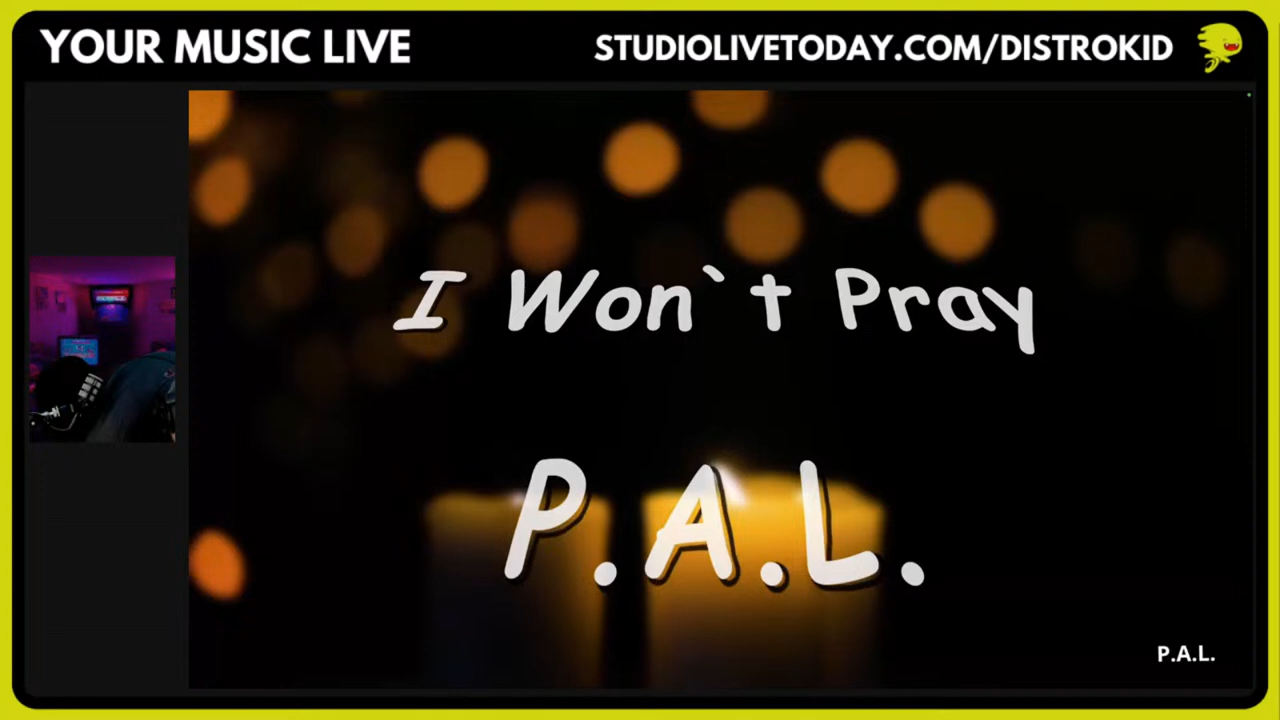 YOUR MUSIC LIVE
STUDIOLIVETODAY.COM/DISTROKID
I Won`t Pray
P.A.L.
P.A.L.